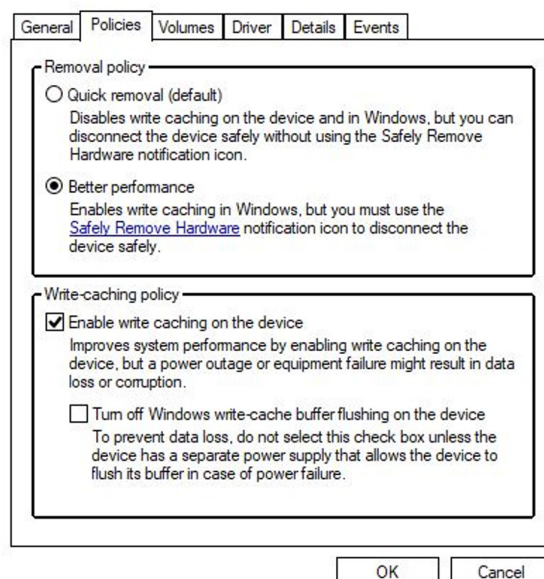 General Policies Volumes Driver Details Events
Removal policy
Quick removal (default)
Disables write caching on the device and in Windows, but you can
disconnect the device safely without using the Safely Remove
Hardware notification icon.
Better performance
Enables write caching in Windows, but you must use the
Safely Remove Hardware notification icon to disconnect the
device safely.
Write-caching policy
Enable write caching on the device
Improves system performance by enabling write caching on the
device, but a power outage or equipment failure might result in data
loss or corruption.
Turn off Windows write-cache buffer flushing on the device
To prevent data loss, do not select this check box unless the
device has a separate power supply that allows the device to
flush its buffer in case of power failure.
OK Cancel